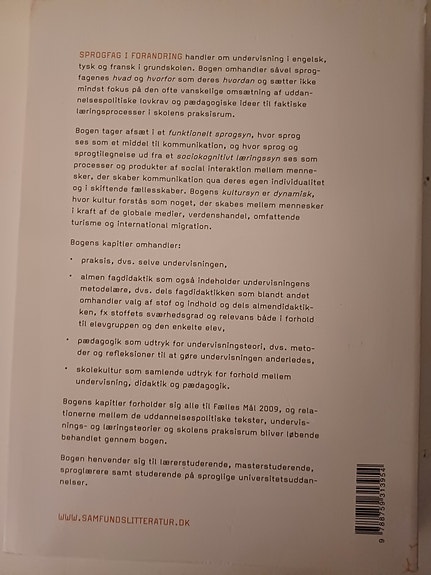 SPROGFAG I FORANDRING handler om undervisning i engelsk,
tysk og fransk i grundskolen. Bogen omhandler såvel sprog-
fagenes hvad og hvorfor som deres hvordan og sætter ikke
mindst fokus på den ofte vanskelige omsætning af uddan-
nelsespolitiske lovkrav og pædagogiske ideer til faktiske
læringsprocesser i skolens praksisrum.
Bogen tager afsæt i et funktionelt sprogsyn, hvor sprog
ses som et middel til kommunikation, og hvor sprog og
sprogtilegnelse ud fra et sociokognitivt læringssyn ses som
processer og produkter af social interaktion mellem menne-
sker, der skaber kommunikation qua deres egen individualitet
og i skiftende fællesskaber. Bogens kultursyn er dynamisk,
hvor kultur forstås som noget, der skabes mellem mennesker
i kraft af de globale medier, verdenshandel, omfattende
turisme og international migration.
Bogens kapitler omhandler:
• praksis, dvs. selve undervisningen,
• almen fagdidaktik som også indeholder undervisningens
metodelære, dvs. dels fagdidaktikken som blandt andet
omhandler valg af stof og indhold og dels almendidaktik-
ken, fx stoffets sværhedsgrad og relevans både i forhold
til elevgruppen og den enkelte elev,
• pædagogik som udtryk for undervisningsteori, dvs. meto-
der og refleksioner til at gøre undervisningen anderledes,
• skolekultur som samlende udtryk for forhold mellem
undervisning, didaktik og pædagogik.
Bogens kapitler forholder sig alle til Fælles Mål 2009, og rela-
tionerne mellem de uddannelsespolitiske tekster, undervis-
nings- og læringsteorier og skolens praksisrum bliver løbende
behandlet gennem bogen.
Bogen henvender sig til lærerstuderende, masterstuderende,
sproglærere samt studerende på sproglige universitetsuddan-
nelser.
WWW.SAMFUNDSLITTERATUR.DK
9 788759 313954